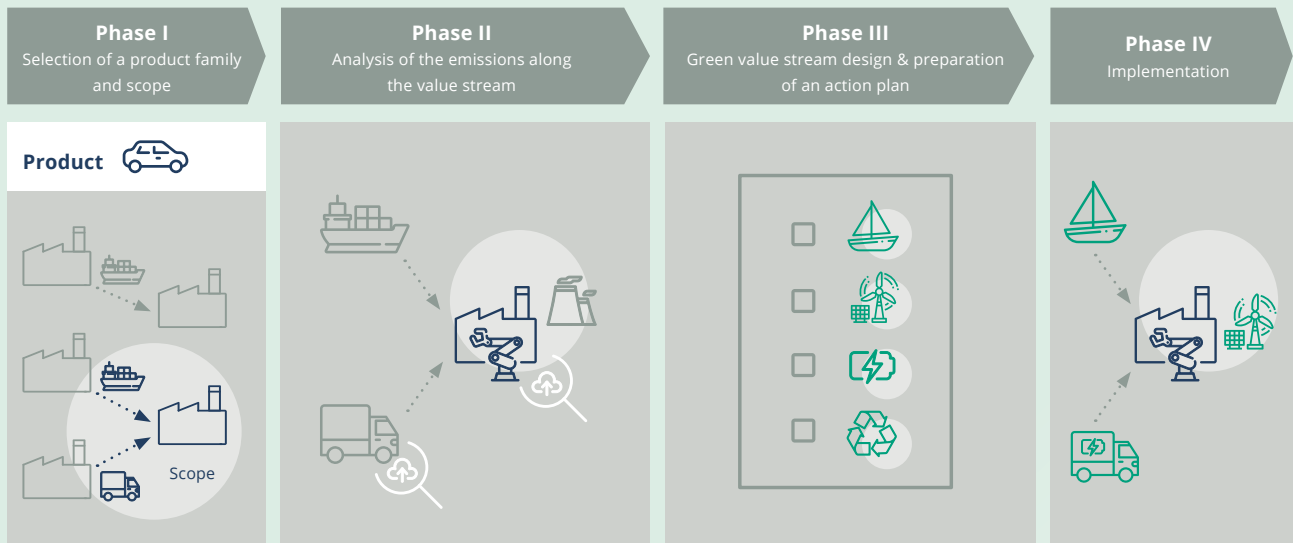 Phase I
Selection of a product family
and scope
Phase II
Analysis of the emissions along
the value stream
Phase III
Green value stream design & preparation
of an action plan
Phase IV
Implementation
Product
Scope